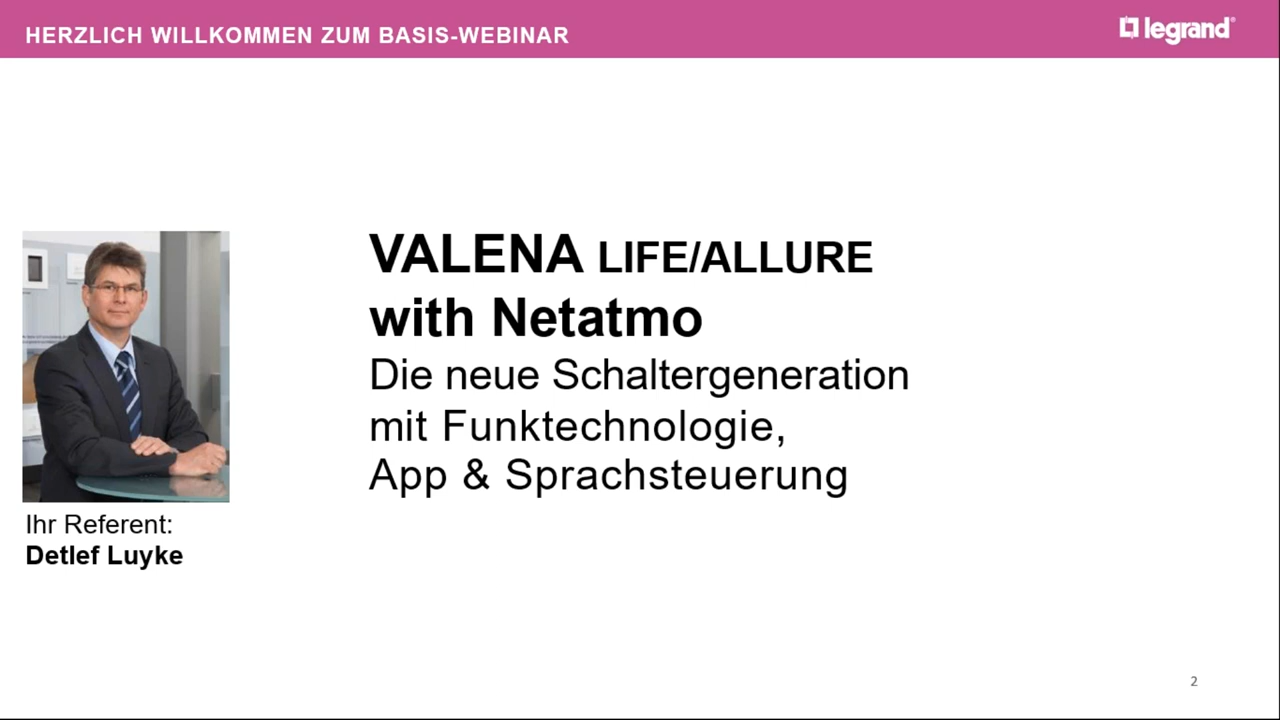 HERZLICH WILLKOMMEN ZUM BASIS-WEBINAR
legrand®
VALENA LIFE/ALLURE
with Netatmo
Die neue Schaltergeneration
mit Funktechnologie,
App & Sprachsteuerung
Ihr Referent:
Detlef Luyke
2